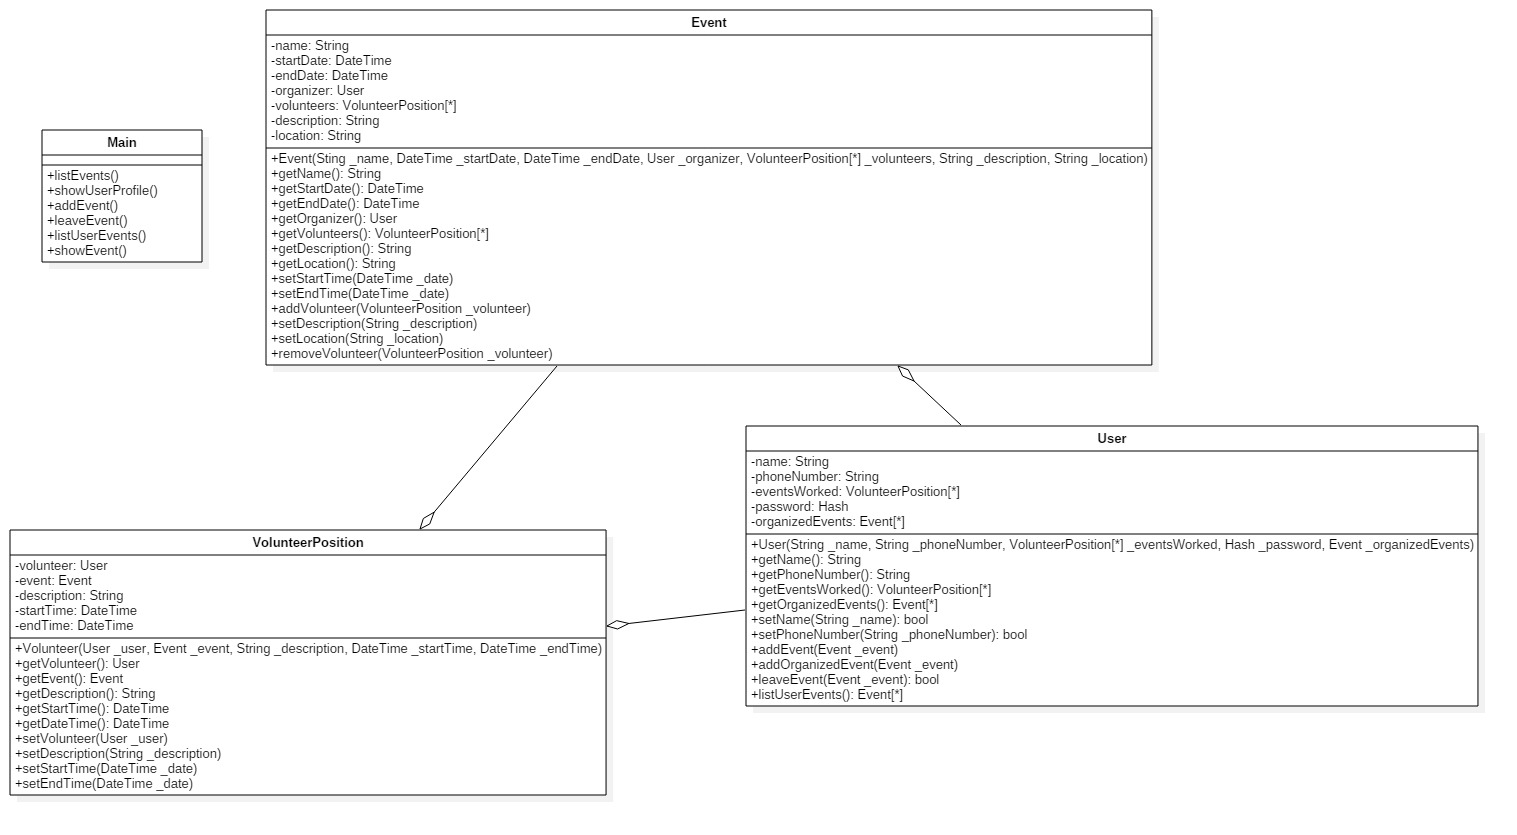 Event
-name: String
-startDate: DateTime
-endDate: DateTime
-organizer: User
-volunteers: VolunteerPosition[*]
-description: String
-location: String
+Event(Sting _name, DateTime _startDate, DateTime _endDate, User _organizer, VolunteerPosition[*] _volunteers, String _description, String _location)
+getName(): String
+getStartDate(): DateTime
+getEndDate(): DateTime
+getOrganizer(): User
+getVolunteers(): VolunteerPosition[*]
+getDescription(): String
+getLocation(): String
+setStartTime(DateTime _date)
+setEndTime(DateTime _date)
+addVolunteer(VolunteerPosition _volunteer)
+setDescription(String _description)
+setLocation(String _location)
+removeVolunteer(VolunteerPosition _volunteer)
Main
+listEvents()
+showUserProfile()
+addEvent()
+leaveEvent()
+listUserEvents()
+showEvent()
User
-name: String
-phoneNumber: String
-eventsWorked: VolunteerPosition[*]
-password: Hash
-organizedEvents: Event[*]
+User(String _name, String _phoneNumber, VolunteerPosition[*] _eventsWorked, Hash _password, Event _organizedEvents)
+getName(): String
+getPhoneNumber(): String
+getEventsWorked(): VolunteerPosition[*]
+getOrganizedEvents(): Event[*]
+setName(String _name): bool
+setPhoneNumber(String _phoneNumber): bool
+addEvent(Event _event)
+addOrganizedEvent(Event _event)
+leaveEvent(Event _event): bool
+listUserEvents(): Event[*]
VolunteerPosition
-volunteer: User
-event: Event
-description: String
-startTime: DateTime
-endTime: DateTime
+Volunteer(User _user, Event _event, String _description, DateTime _startTime, DateTime _endTime)
+getVolunteer(): User
+getEvent(): Event
+getDescription(): String
+getStartTime(): DateTime
+getDateTime(): DateTime
+setVolunteer(User _user)
+setDescription(String _description)
+setStartTime(DateTime _date)
+setEndTime(DateTime _date)